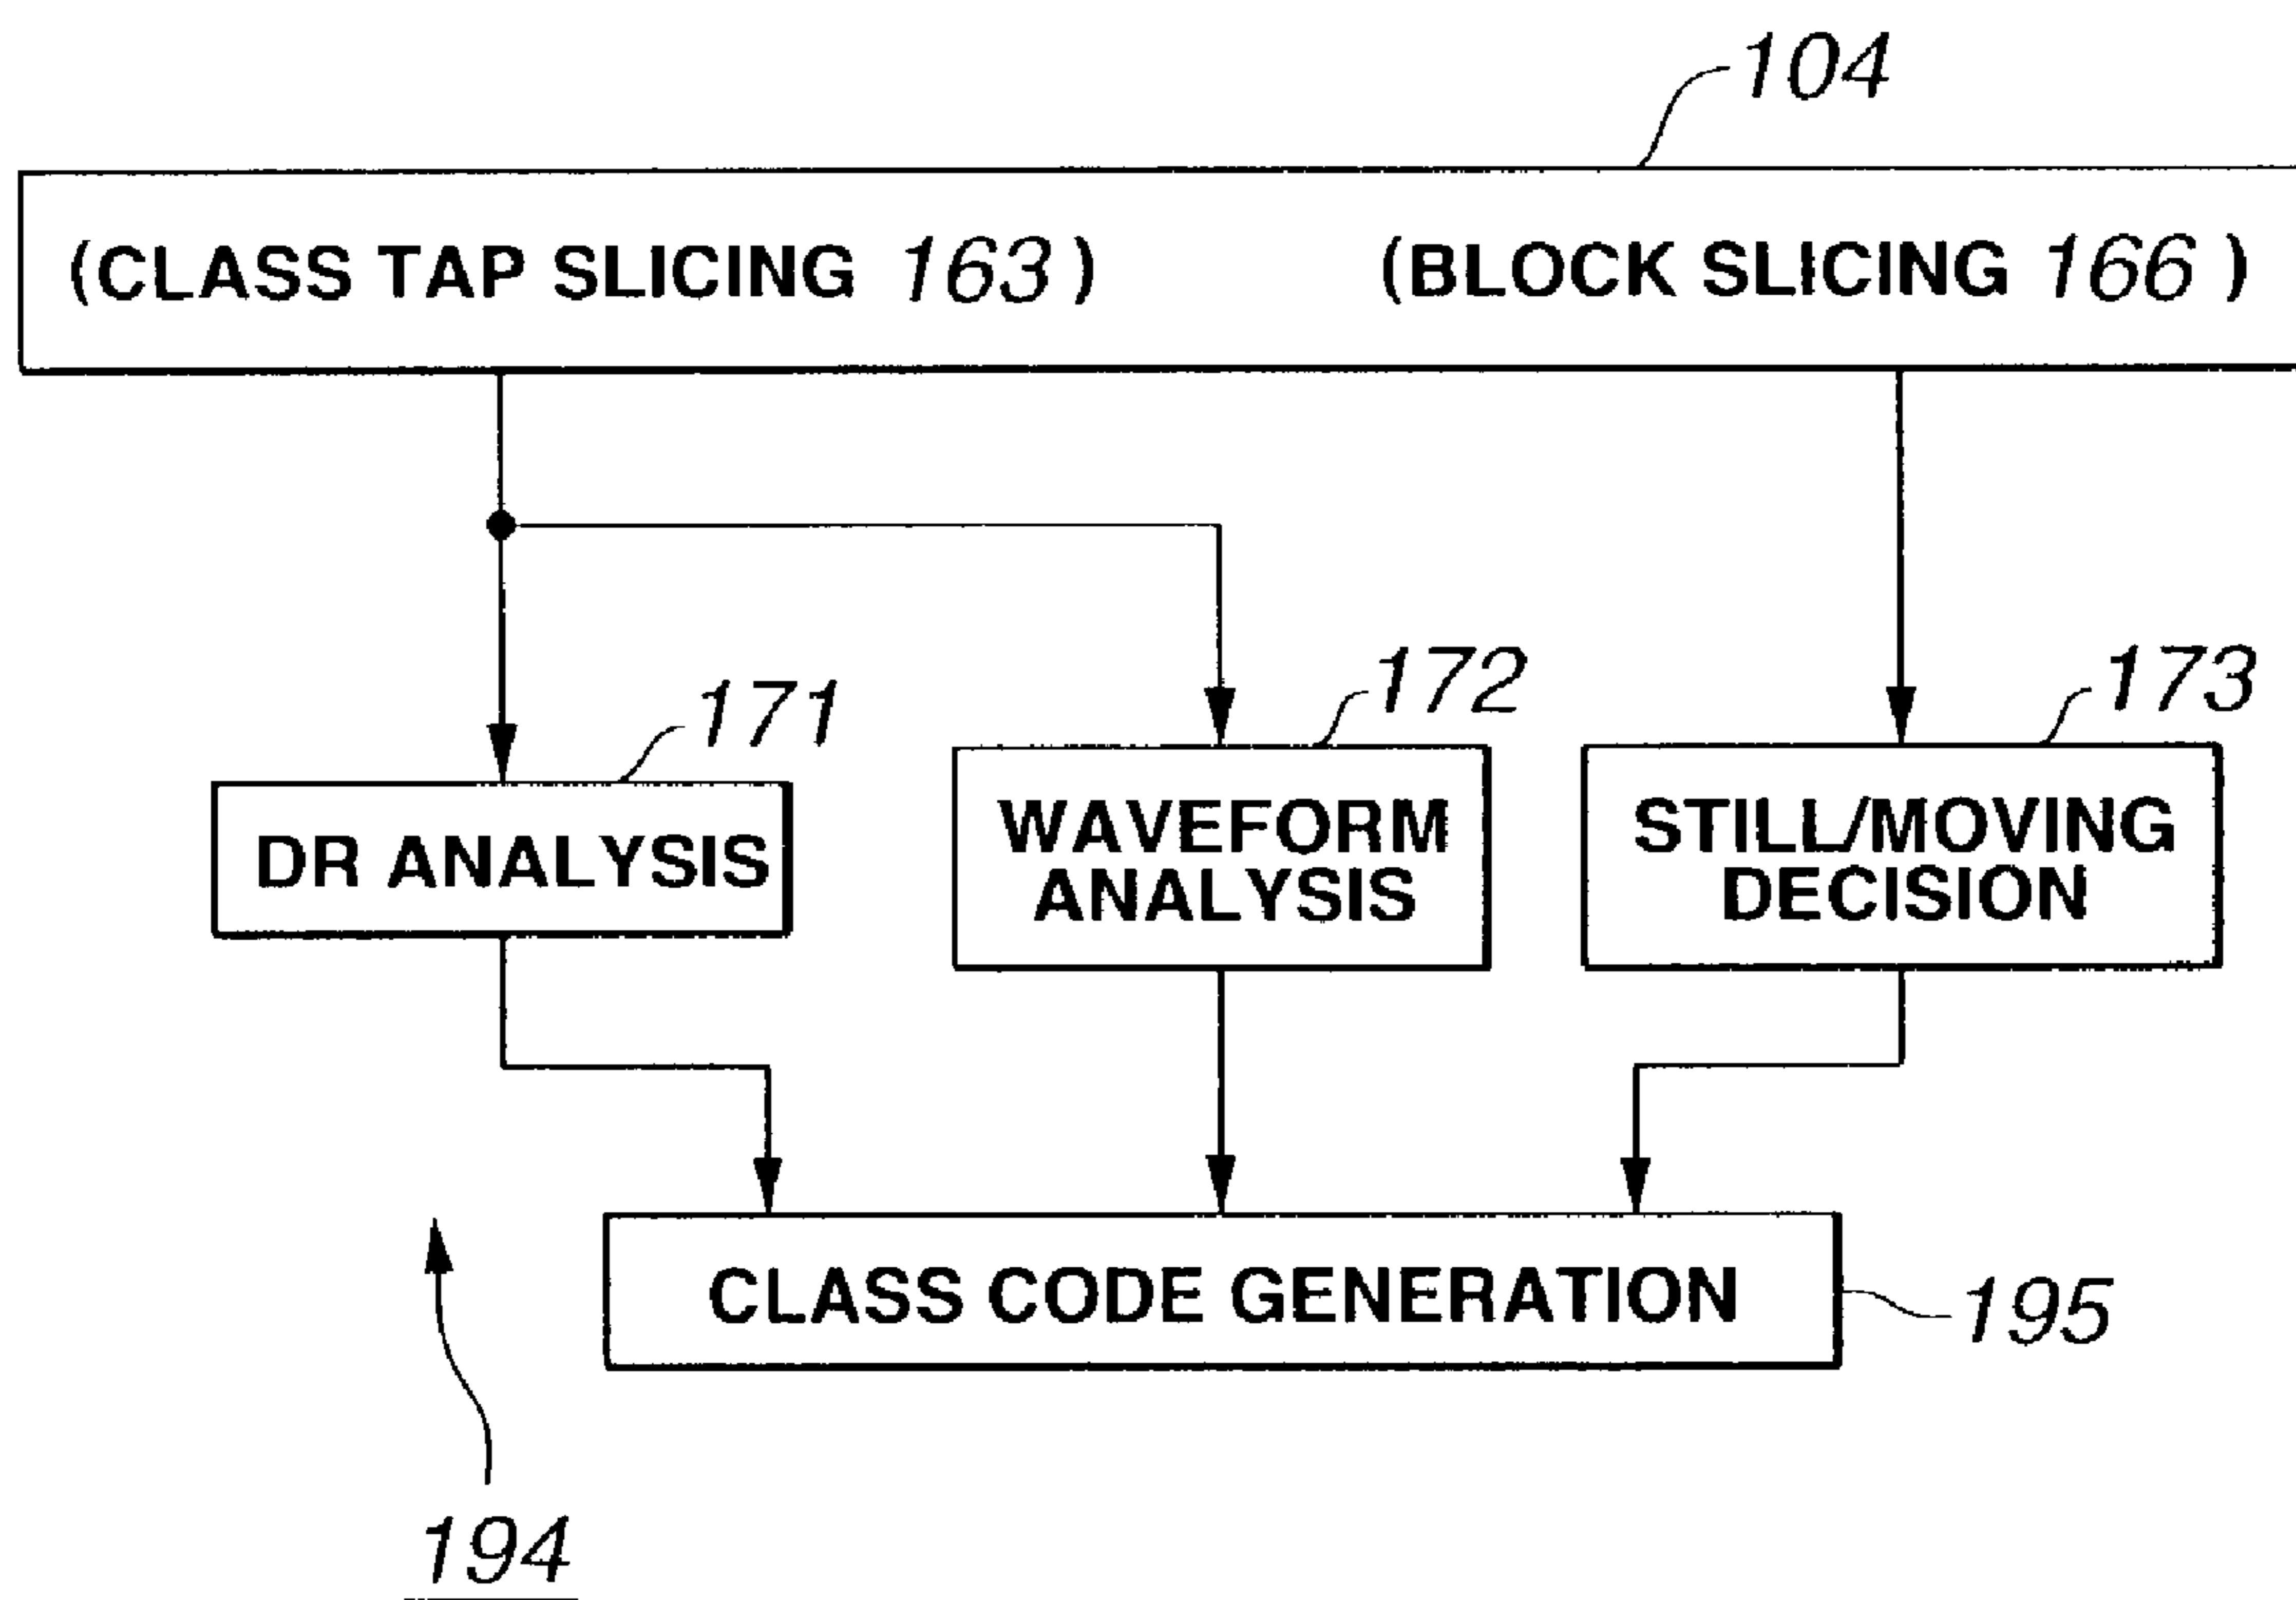 104
(CLASS TAP SLICING 163) (BLOCK SLICING 166)
171
172
173
DR ANALYSIS
WAVEFORM
ANALYSIS
STILL/MOVING
DECISION
CLASS CODE GENERATION
195
194